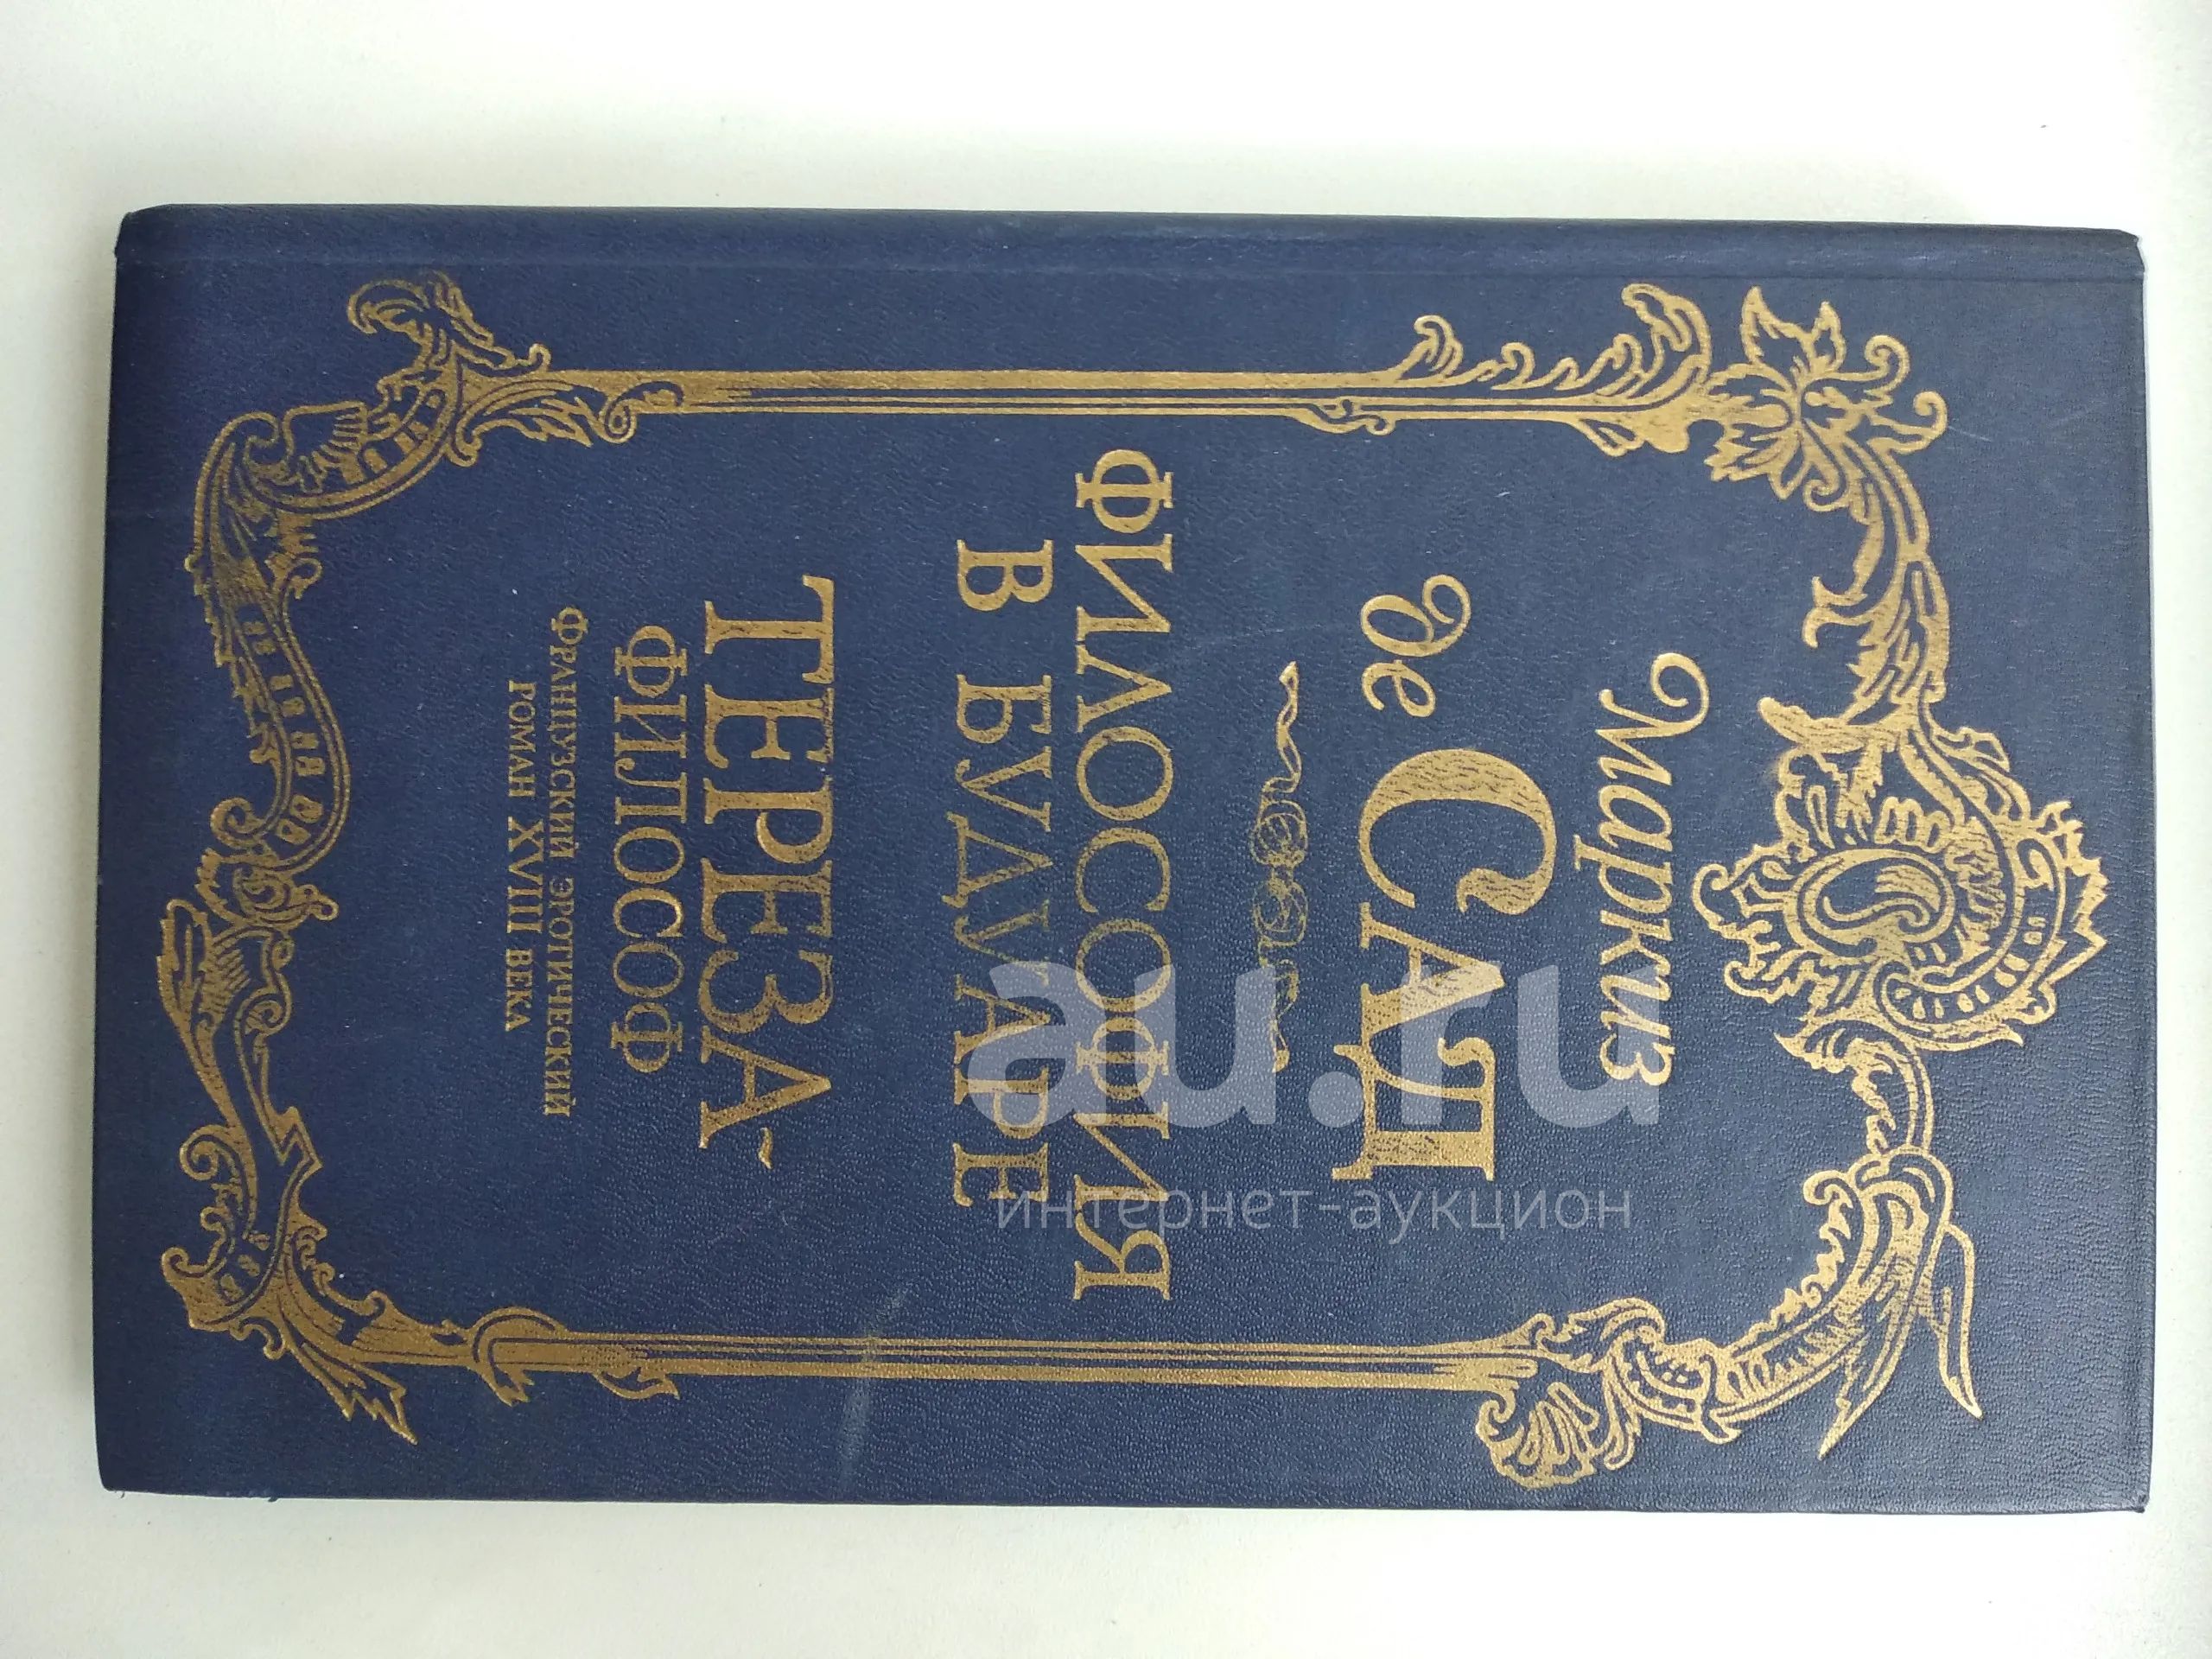 Маркиз
де САД
ФИЛОСОФИЯ
В БУДУАРЕ
ТЕРЕЗА-
ФИЛОСОФ
ФРАНЦУЗСКИЙ ЭРОТИЧЕСКИЙ
РОМАН XVIII ВЕКА
au.ru
интернет-аукцион